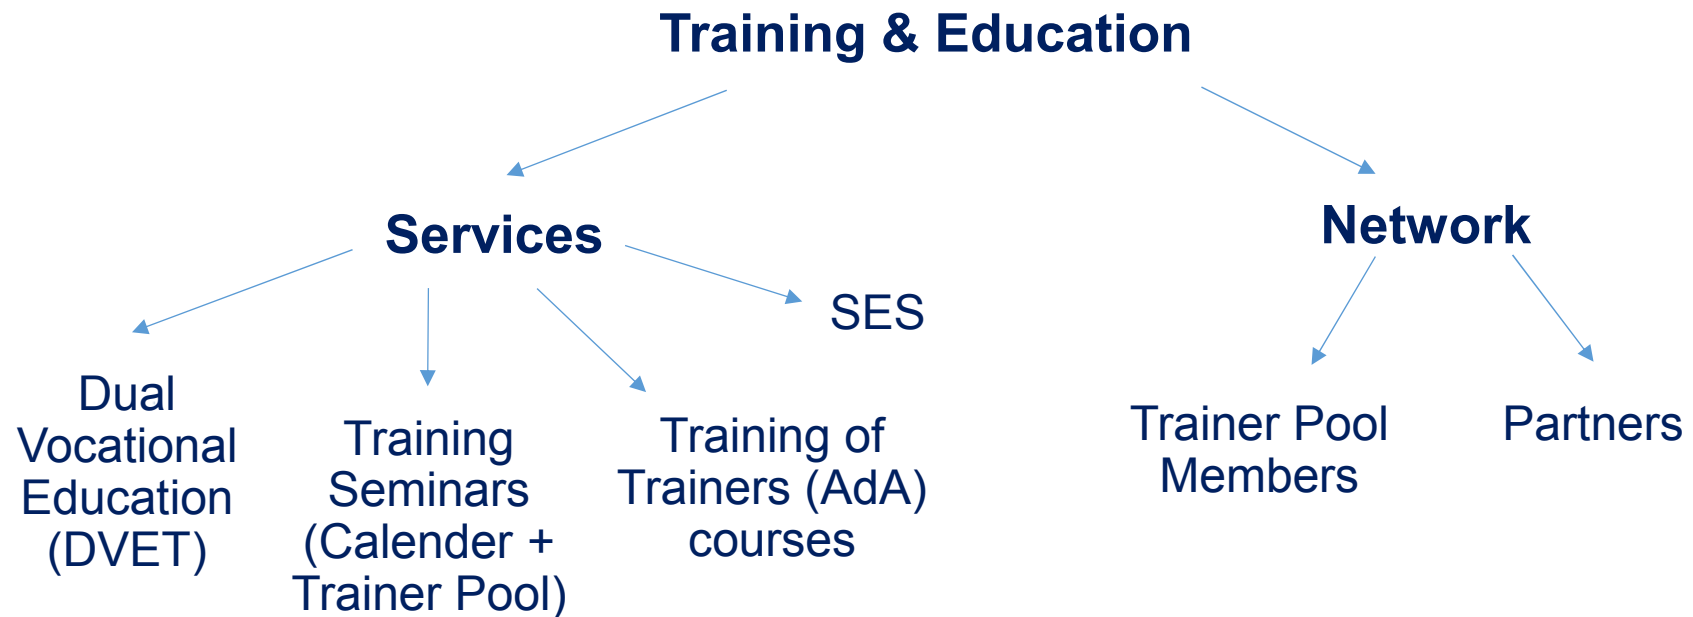 Training & Education
Services
Network
SES
Dual
Vocational
Education
(DVET)
Training
Seminars
(Calender +
Trainer Pool)
Training of
Trainers (AdA)
courses
Trainer Pool
Members
Partners